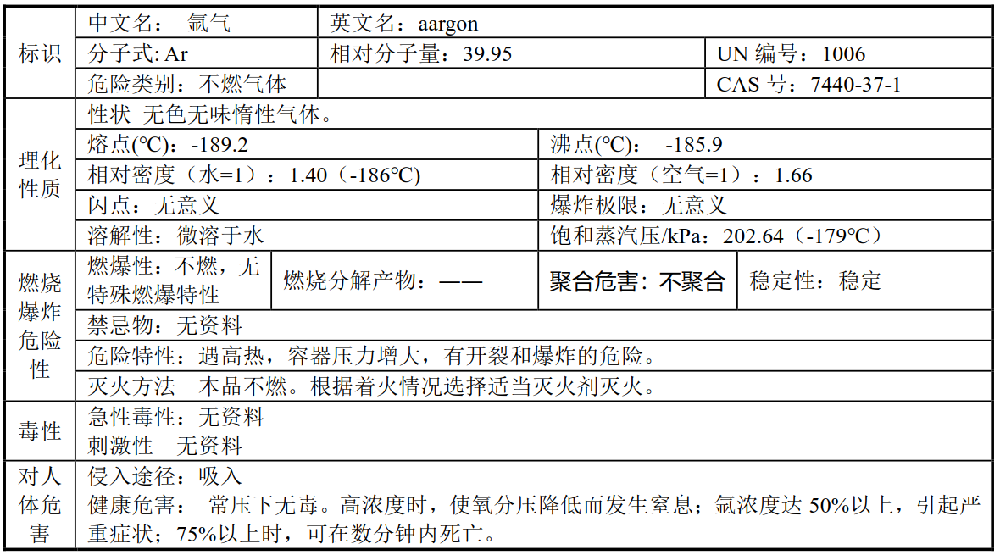 标识
中文名： 氩气
英文名：aargon
分子式: Ar
相对分子量：39.95
UN 编号：1006
危险类别：不燃气体
CAS 号：7440-37-1
理化
性质
性状 无色无味惰性气体。
熔点(℃)：-189.2
沸点(℃)： -185.9
相对密度（水=1）：1.40（-186℃)
相对密度（空气=1）：1.66
闪点：无意义
爆炸极限：无意义
溶解性：微溶于水
饱和蒸汽压/kPa：202.64（-179℃）
燃烧
爆炸
危险
性
燃爆性：不燃，无
特殊燃爆特性
燃烧分解产物：——
聚合危害：不聚合
稳定性：稳定
禁忌物：无资料
危险特性：遇高热，容器压力增大，有开裂和爆炸的危险。
灭火方法 本品不燃。根据着火情况选择适当灭火剂灭火。
毒性
急性毒性：无资料
刺激性 无资料
对人
体危
害
侵入途径：吸入
健康危害： 常压下无毒。高浓度时，使氧分压降低而发生窒息；氩浓度达 50%以上，引起严
重症状；75%以上时，可在数分钟内死亡。